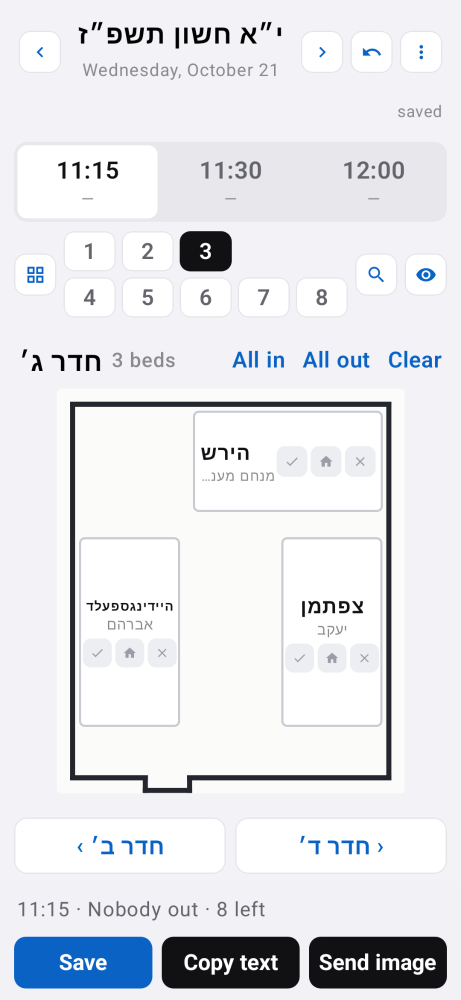 י״א חשון תשפ״ז
Wednesday, October 21
saved
11:15 11:30 12:00
– – –
1 2 3
4 5 6 7 8
חדר ג׳ 3 beds All in All out Clear
הירש
מנחם מענ...
היידינגספעלד
אברהם
צפתמן
יעקב
‹ חדר ב׳ חדר ד׳ ›
11:15 · Nobody out · 8 left
Save Copy text Send image